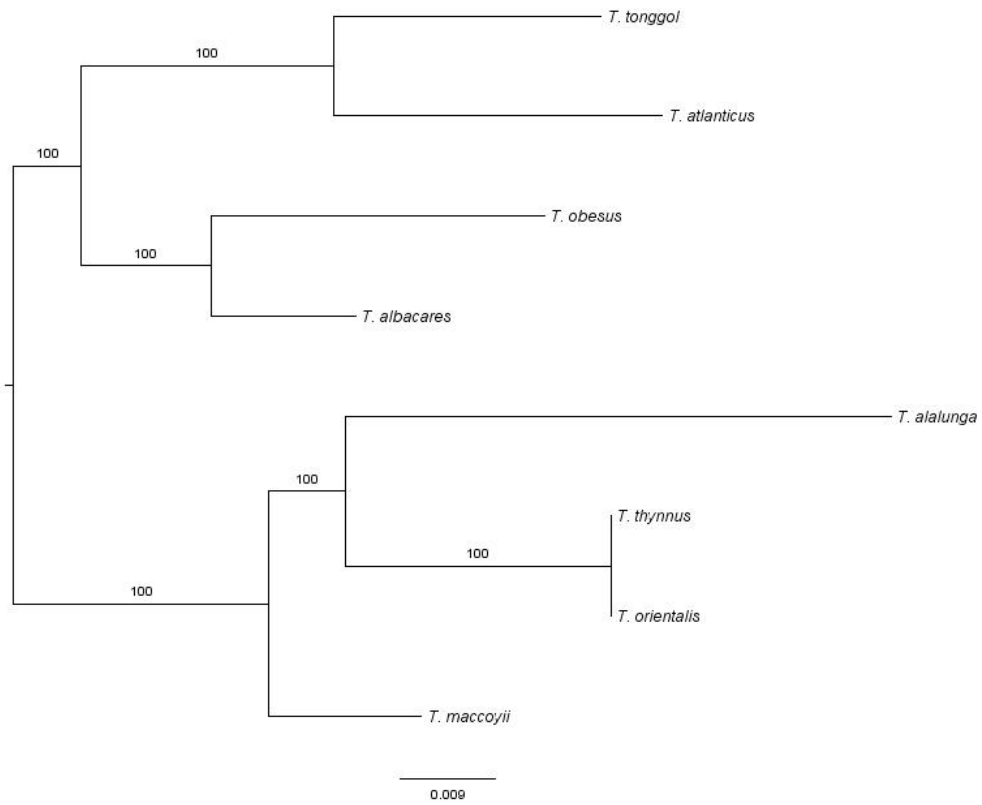 T. tonggol
100
T. atlanticus
100
T. obesus
100
T. albacares
T. alalunga
100
T. thynnus
100
100
T. orientalis
T. maccoyii
0.009